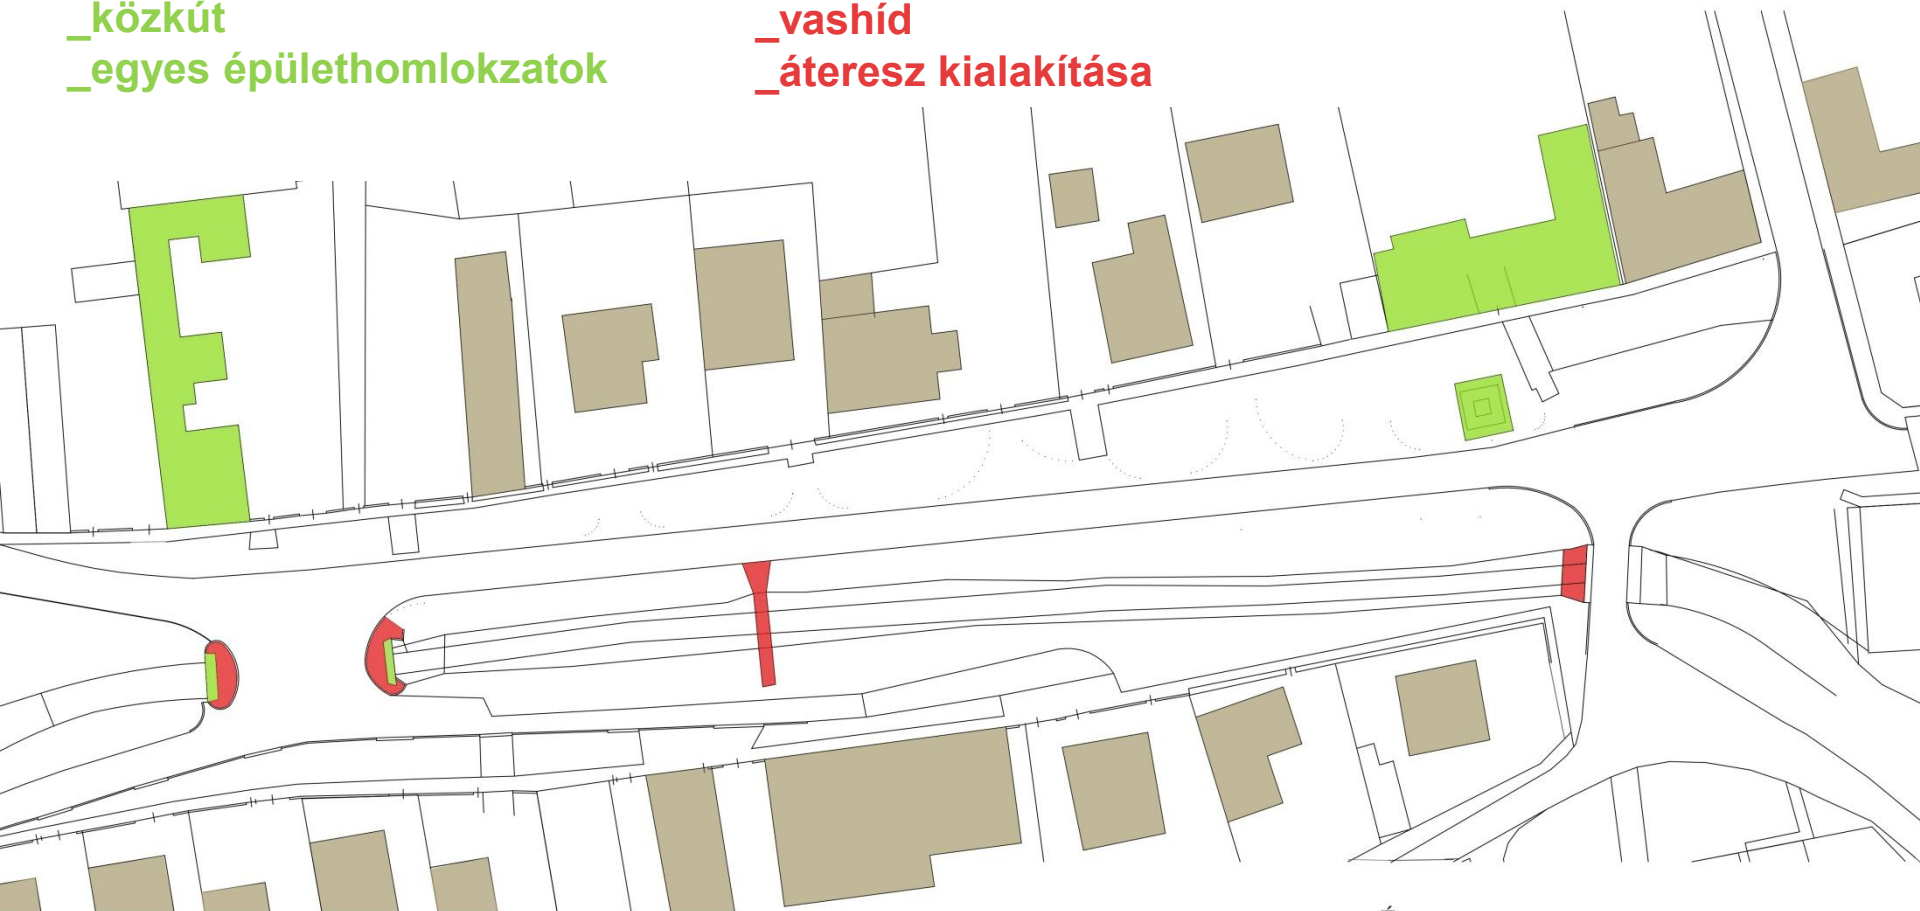 _közkút
_egyes épülethomlokzatok
_vashíd
_áteresz kialakítása